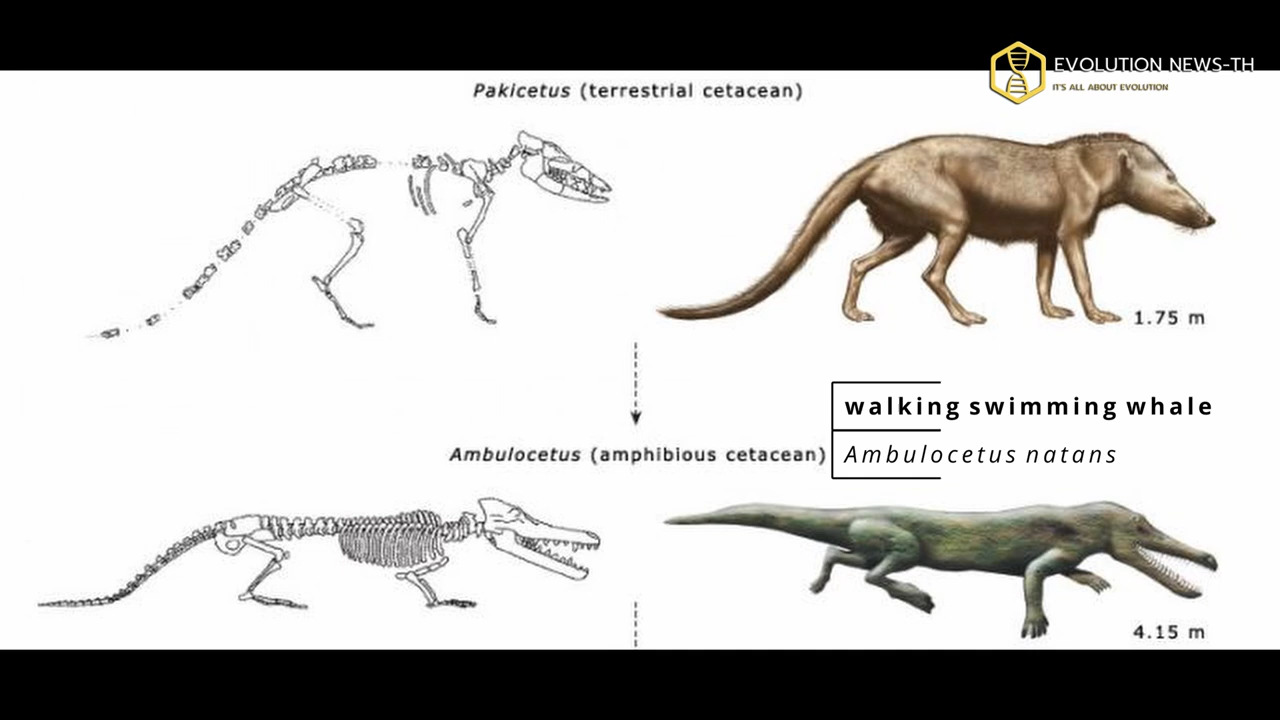 EVOLUTION NEWS-TH
IT'S ALL ABOUT EVOLUTION
Pakicetus (terrestrial cetacean)
1.75 m
walking swimming whale
Ambulocetus (amphibious cetacean)
Ambulocetus natans
4.15 m